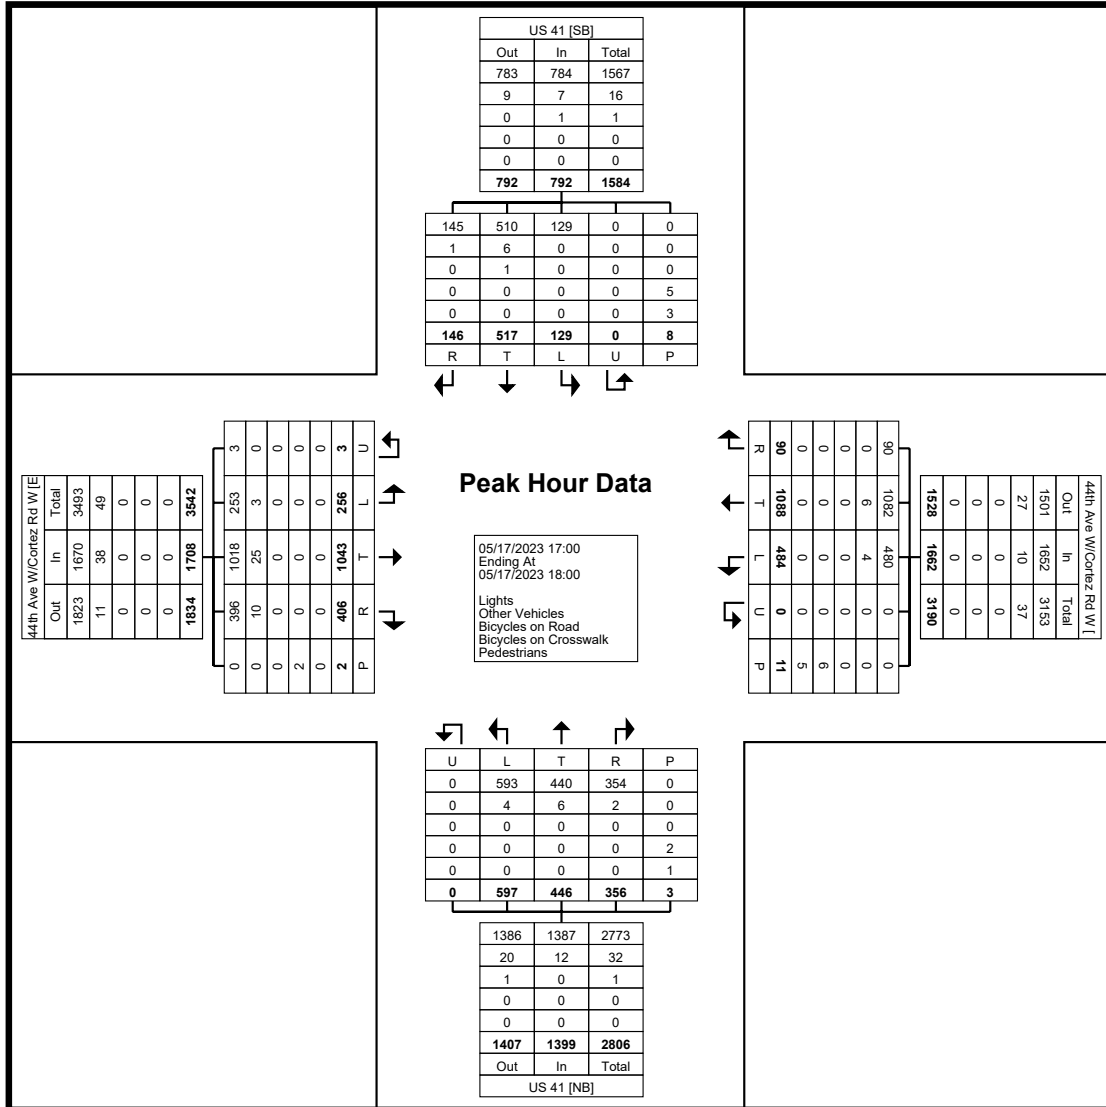 US 41 [SB]
Out In Total
783 784 1567
9 7 16
0 1 1
0 0 0
0 0 0
792 792 1584
145 510 129 0 0
1 6 0 0 0
0 1 0 0 0
0 0 0 0 5
0 0 0 0 3
146 517 129 0 8
R T L U P
44th Ave W/Cortez Rd W [E
Total In Out
3493 1670 1823
49 38 11
0 0 0
0 0 0
0 0 0
3542 1708 1834
3 253 1018 396 0
0 3 25 10 0
0 0 0 0 0
0 0 0 0 2
0 0 0 0 0
3 256 1043 406 2
U L T R P
Peak Hour Data
05/17/2023 17:00
Ending At
05/17/2023 18:00
Lights
Other Vehicles
Bicycles on Road
Bicycles on Crosswalk
Pedestrians
44th Ave W/Cortez Rd W [
Out In Total
1501 1652 3153
27 10 37
0 0 0
0 0 0
0 0 0
1528 1662 3190
90 1082 480 0 0
0 6 4 0 0
0 0 0 0 0
0 0 0 0 6
0 0 0 0 5
90 1088 484 0 11
R T L U P
U L T R P
0 593 440 354 0
0 4 6 2 0
0 0 0 0 0
0 0 0 0 2
0 0 0 0 1
0 597 446 356 3
1386 1387 2773
20 12 32
1 0 1
0 0 0
0 0 0
1407 1399 2806
Out In Total
US 41 [NB]